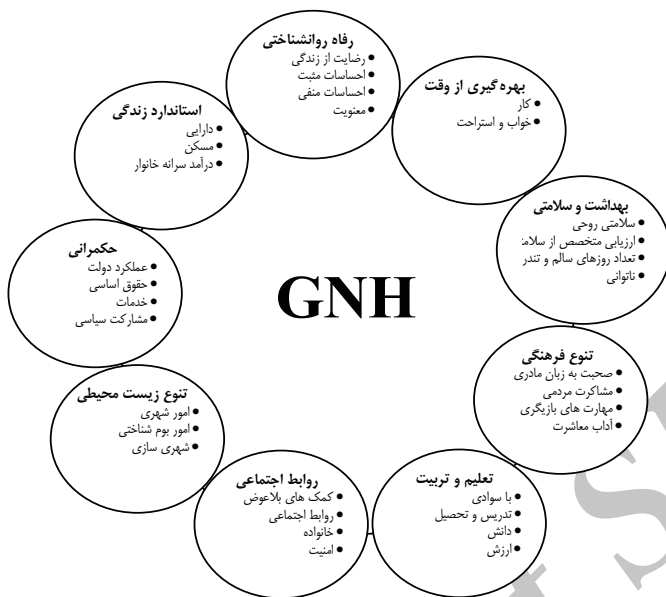 رفاه روانشناختی
• رضایت از زندگی
• احساسات مثبت
• احساسات منفی
• معنویت
بهره گیری از وقت
• کار
• خواب و استراحت
بهداشت و سلامتی
• سلامتی روحی
• ارزیابی متخصص از سلامت
• تعداد روزهای سالم و تندر
• ناتوانی
تنوع فرهنگی
• صحبت به زبان مادری
• مشاکرت مردمی
• مهارت های بازیگری
• آداب معاشرت
تعلیم و تربیت
• با سوادی
• تدریس و تحصیل
• دانش
• ارزش
روابط اجتماعی
• کمک های بلاعوض
• روابط اجتماعی
• خانواده
• امنیت
تنوع زیست محیطی
• امور شهری
• امور بوم شناختی
• شهری سازی
حکمرانی
• عملکرد دولت
• حقوق اساسی
• خدمات
• مشارکت سیاسی
استاندارد زندگی
• دارایی
• مسکن
• درآمد سرانه خانوار
GNH